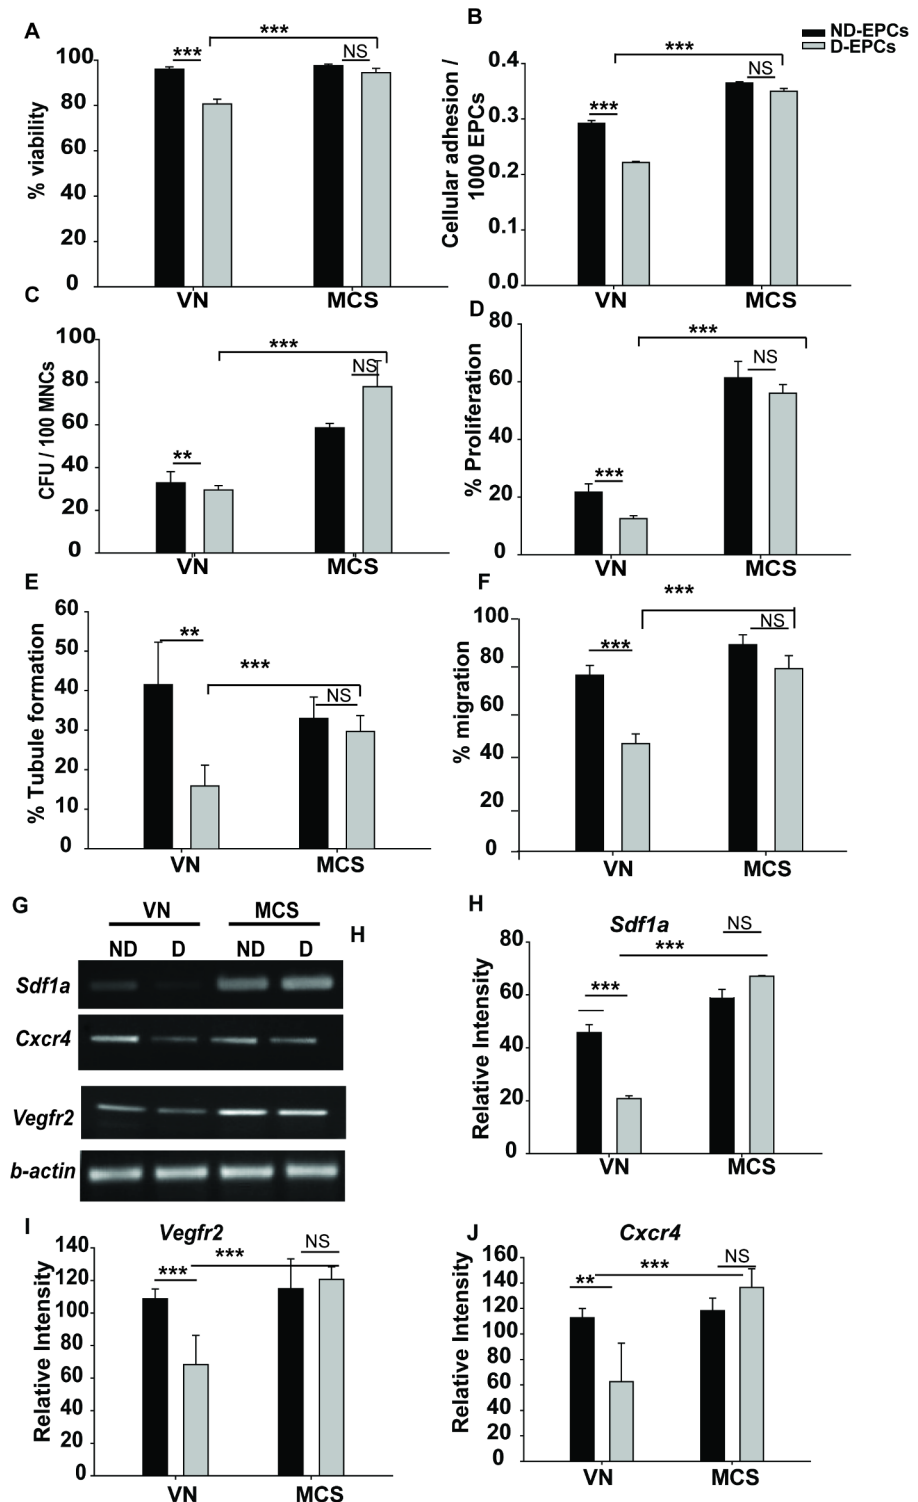 A
B
ND-EPCs
D-EPCs
***
***
NS
100
80
60
40
20
0
% viability
VN
MCS
***
***
NS
0.4
0.3
0.2
0.1
0.0
Cellular adhesion /
1000 EPCs
VN
MCS
C
***
**
NS
100
80
60
40
20
0
CFU / 100 MNCs
VN
MCS
D
***
***
NS
80
60
40
20
0
% Proliferation
VN
MCS
E
**
***
NS
60
50
40
30
20
10
0
% Tubule formation
VN
MCS
F
***
***
NS
100
80
60
40
20
0
% migration
VN
MCS
G
VN
MCS
H
ND
D
ND
D
Sdf1a
Cxcr4
Vegfr2
b-actin
H
Sdf1a
NS
***
***
80
60
40
20
0
Relative Intensity
VN
MCS
I
Vegfr2
***
***
NS
140
120
100
80
60
40
20
0
Relative Intensity
VN
MCS
J
Cxcr4
**
***
NS
160
140
120
100
80
60
40
20
0
Relative Intensity
VN
MCS